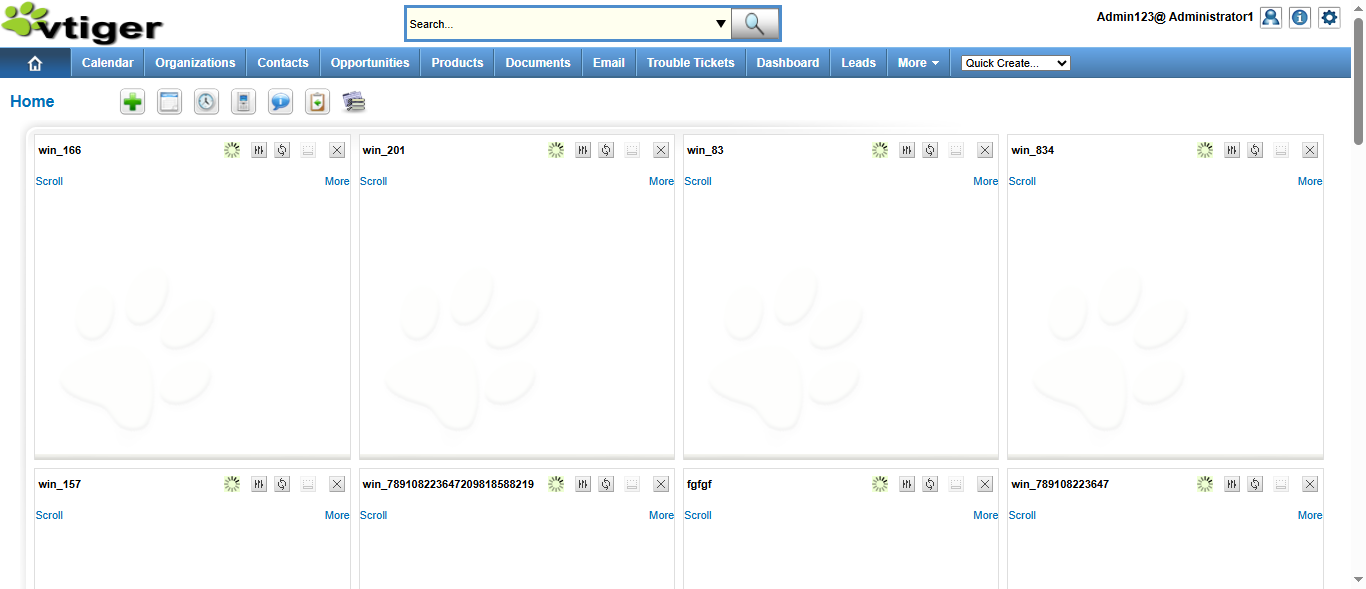 vtiger
Search...
Admin123@ Administrator1
Calendar Organizations Contacts Opportunities Products Documents Email Trouble Tickets Dashboard Leads More Quick Create...
Home
win_166 win_201 win_83 win_834
Scroll More Scroll More Scroll More Scroll More
win_157 win_789108223647209818588219 fgfgf win_789108223647
Scroll More Scroll More Scroll More Scroll More